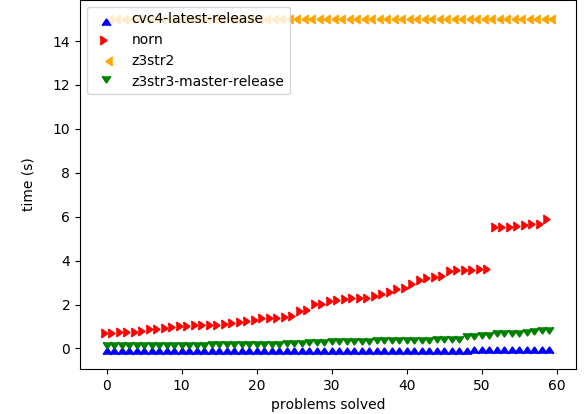 cvc4-latest-release
norn
z3str2
z3str3-master-release
14
12
10
8
6
4
2
0
time (s)
0 10 20 30 40 50 60
problems solved